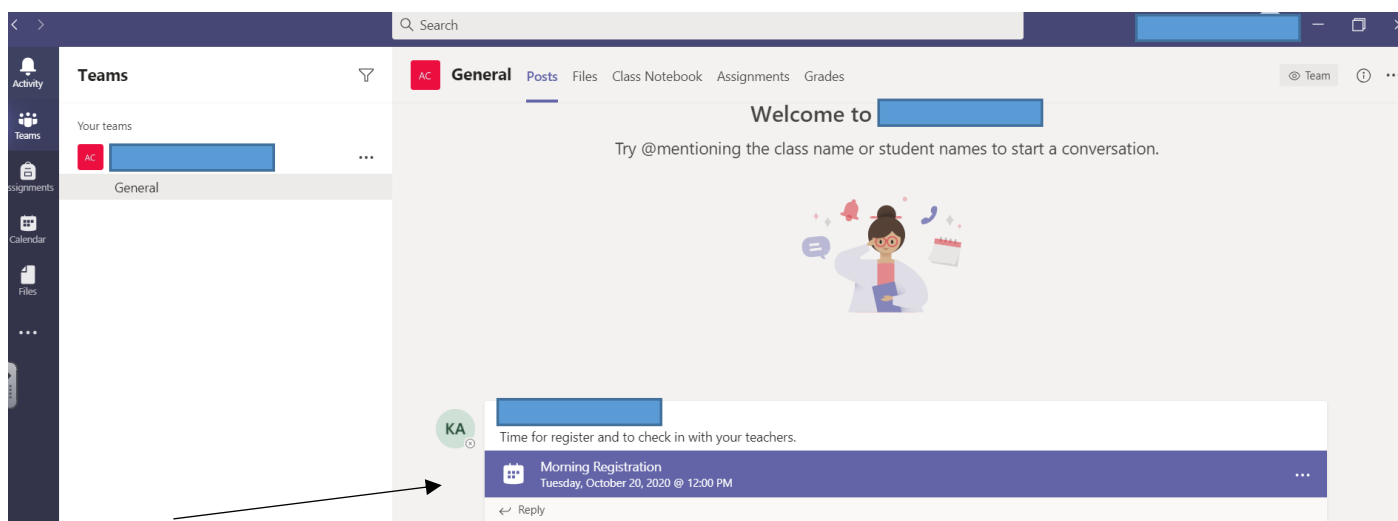 Search
Activity
Teams
ssignments
Calendar
Files
Teams
Your teams
AC
General
AC General Posts Files Class Notebook Assignments Grades Team
Welcome to
Try @mentioning the class name or student names to start a conversation.
KA
Time for register and to check in with your teachers.
Morning Registration
Tuesday, October 20, 2020 @ 12:00 PM
Reply